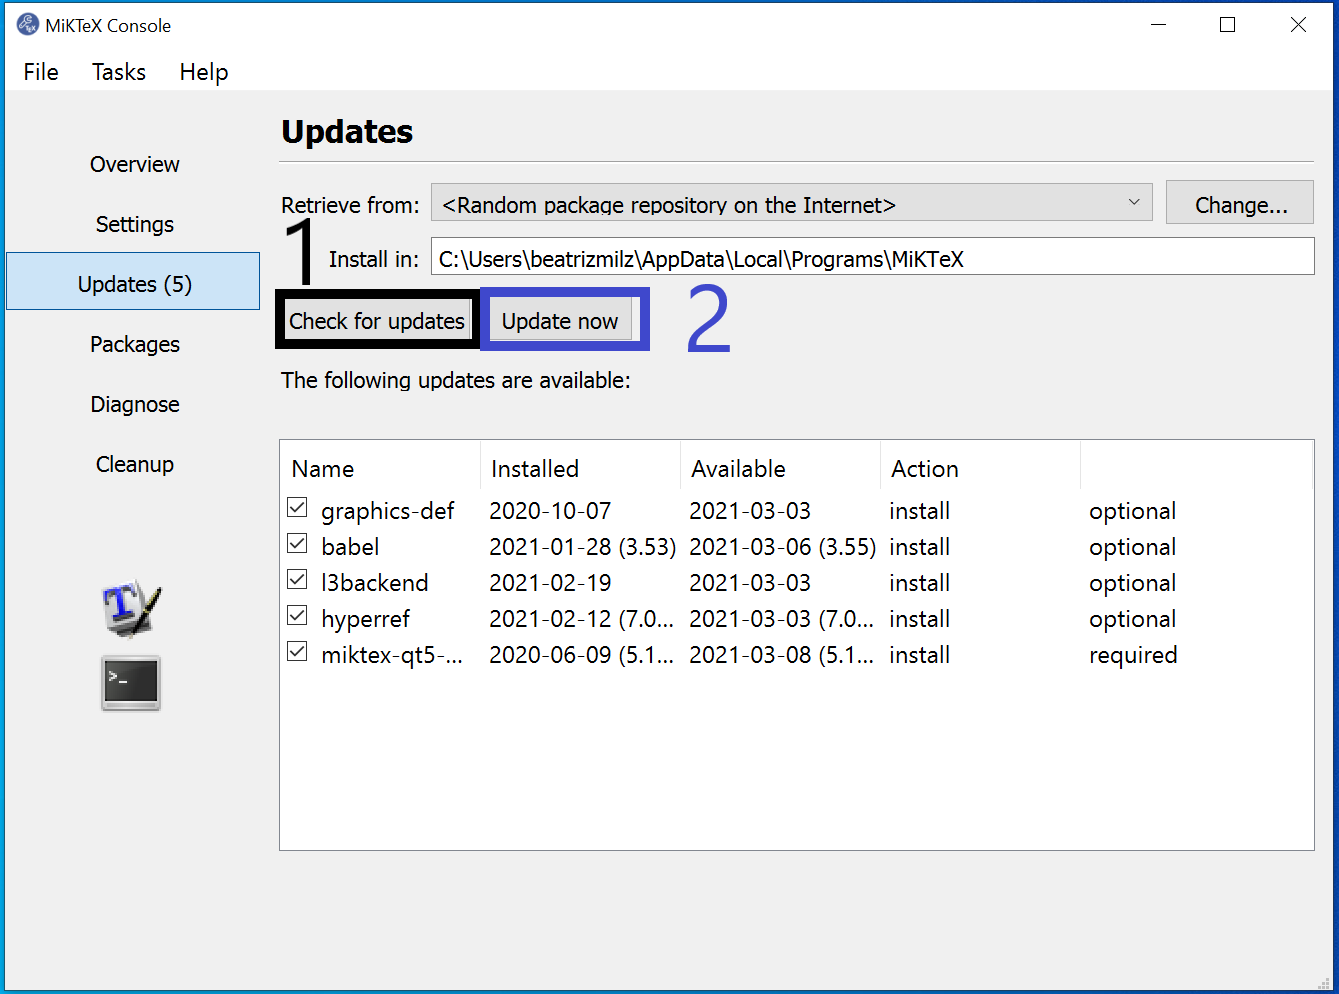 MiKTeX Console
File Tasks Help
Updates
Overview
Settings
Updates (5)
Packages
Diagnose
Cleanup
Retrieve from: <Random package repository on the Internet> Change...
1
Install in: C:\Users\beatrizmilz\AppData\Local\Programs\MiKTeX
Check for updates Update now 2
The following updates are available:
Name Installed Available Action
graphics-def 2020-10-07 2021-03-03 install optional
babel 2021-01-28 (3.53) 2021-03-06 (3.55) install optional
l3backend 2021-02-19 2021-03-03 install optional
hyperref 2021-02-12 (7.0... 2021-03-03 (7.0... install optional
miktex-qt5-... 2020-06-09 (5.1... 2021-03-08 (5.1... install required
T
>_